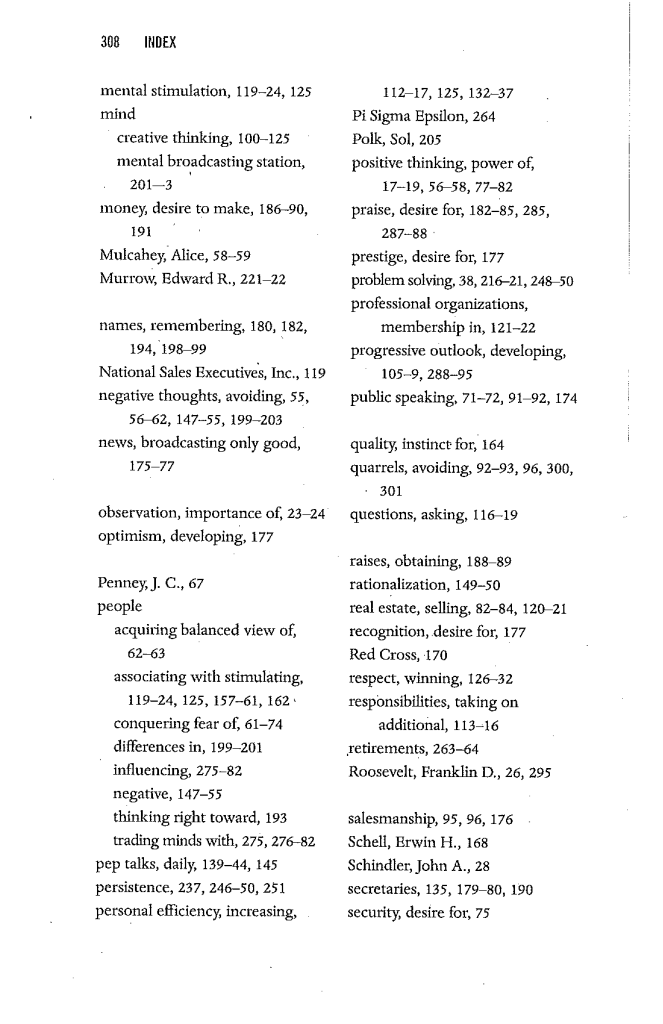 308 INDEX
mental stimulation, 119–24, 125
mind
creative thinking, 100–125
mental broadcasting station,
201—3
money, desire to make, 186–90,
191
Mulcahey, Alice, 58–59
Murrow, Edward R., 221–22
names, remembering, 180, 182,
194, 198–99
National Sales Executives, Inc., 119
negative thoughts, avoiding, 55,
56–62, 147–55, 199–203
news, broadcasting only good,
175–77
observation, importance of, 23–24
optimism, developing, 177
Penney, J. C., 67
people
acquiring balanced view of,
62–63
associating with stimulating,
119–24, 125, 157–61, 162
conquering fear of, 61–74
differences in, 199–201
influencing, 275–82
negative, 147–55
thinking right toward, 193
trading minds with, 275, 276–82
pep talks, daily, 139–44, 145
persistence, 237, 246–50, 251
personal efficiency, increasing,
112–17, 125, 132–37
Pi Sigma Epsilon, 264
Polk, Sol, 205
positive thinking, power of,
17–19, 56–58, 77–82
praise, desire for, 182–85, 285,
287–88
prestige, desire for, 177
problem solving, 38, 216–21, 248–50
professional organizations,
membership in, 121–22
progressive outlook, developing,
105–9, 288–95
public speaking, 71–72, 91–92, 174
quality, instinct for, 164
quarrels, avoiding, 92–93, 96, 300,
301
questions, asking, 116–19
raises, obtaining, 188–89
rationalization, 149–50
real estate, selling, 82–84, 120–21
recognition, desire for, 177
Red Cross, 170
respect, winning, 126–32
responsibilities, taking on
additional, 113–16
retirements, 263–64
Roosevelt, Franklin D., 26, 295
salesmanship, 95, 96, 176
Schell, Erwin H., 168
Schindler, John A., 28
secretaries, 135, 179–80, 190
security, desire for, 75